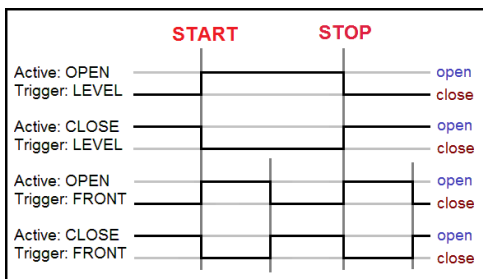 START STOP
Active: OPEN open
Trigger: LEVEL close
Active: CLOSE open
Trigger: LEVEL close
Active: OPEN open
Trigger: FRONT close
Active: CLOSE open
Trigger: FRONT close